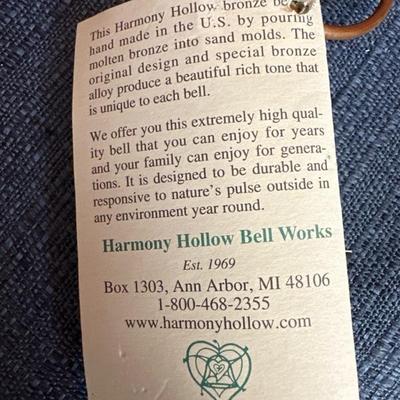 This Harmony Hollow bronze
hand made in the U.S. by pouring
molten bronze into sand molds. The
original design and special bronze
alloy produce a beautiful rich tone that
is unique to each bell.
We offer you this extremely high qual-
ity bell that you can enjoy for years
and your family can enjoy for genera-
tions. It is designed to be durable and
responsive to nature's pulse outside in
any environment year round.
Harmony Hollow Bell Works
Est. 1969
Box 1303, Ann Arbor, MI 48106
1-800-468-2355
www.harmonyhollow.com